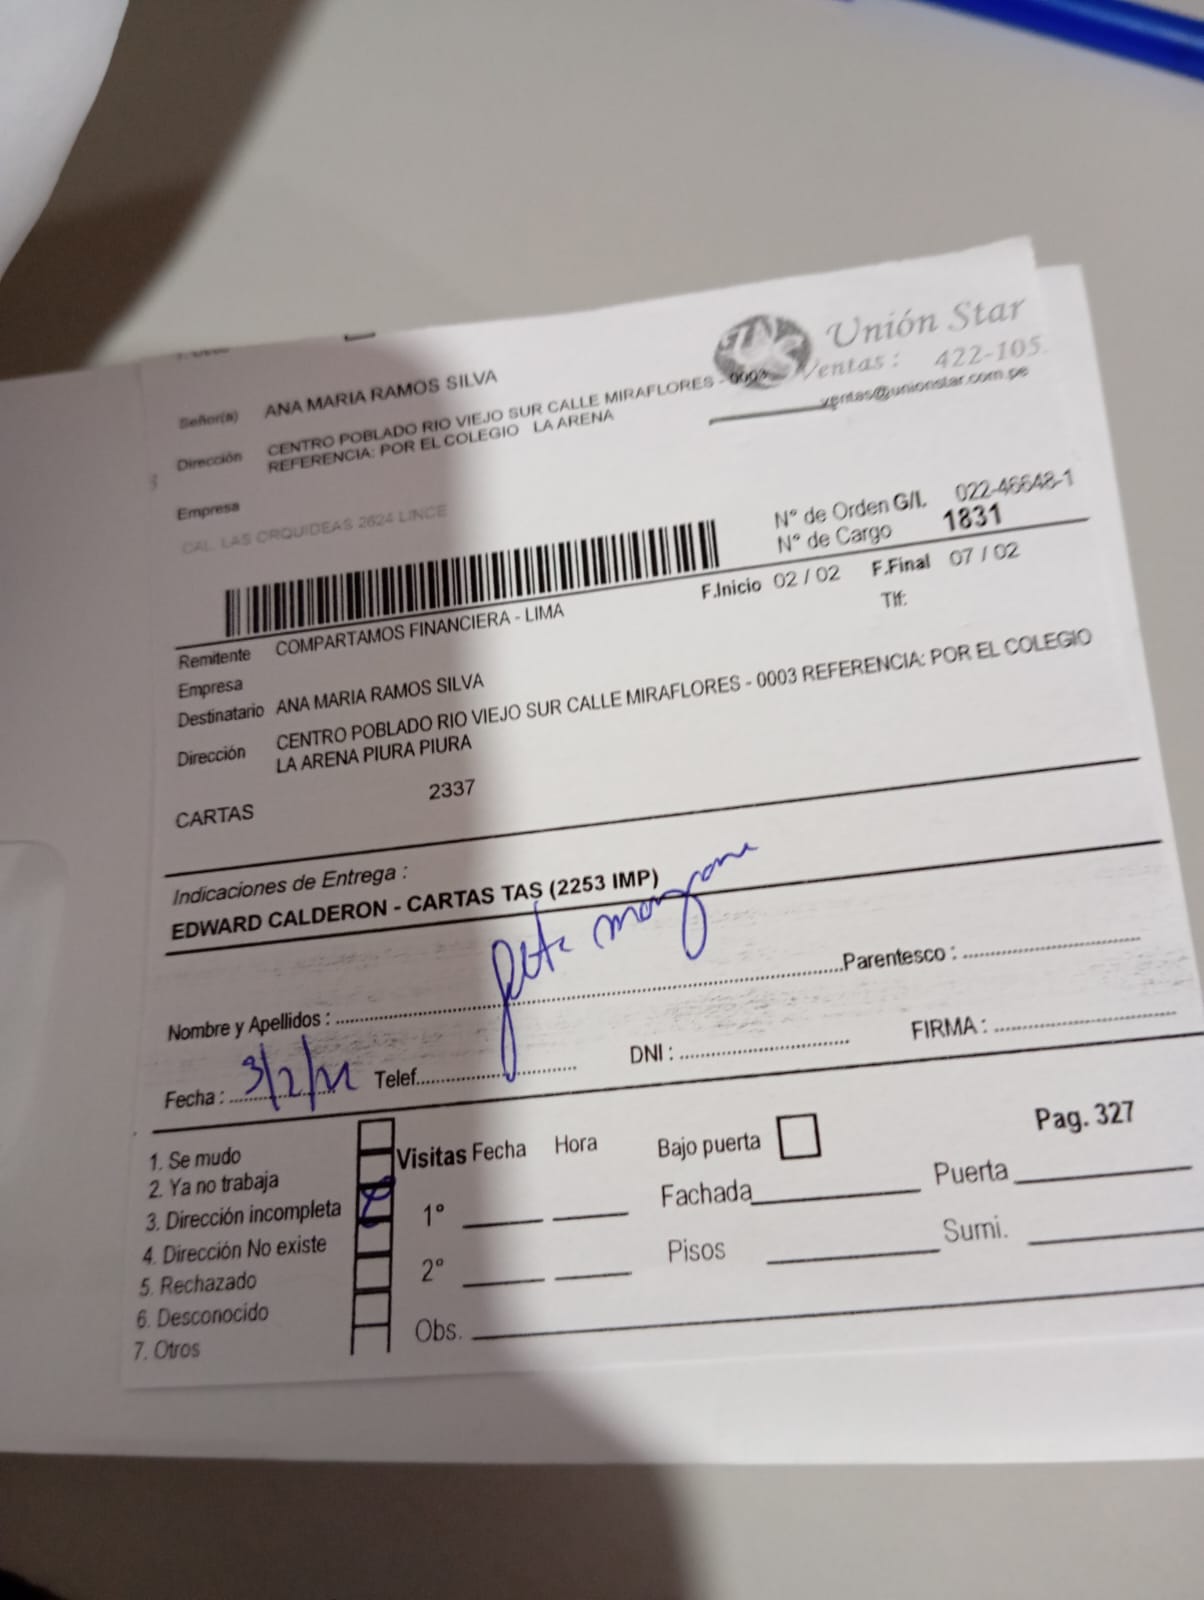 Unión Star
Ventas : 422-105
ventas@unionstar.com.pe
Señor(a) ANA MARIA RAMOS SILVA
Dirección CENTRO POBLADO RIO VIEJO SUR CALLE MIRAFLORES - 0003
REFERENCIA: POR EL COLEGIO LA ARENA
Empresa
CAL. LAS ORQUIDEAS 2624 LINCE
N° de Orden G/L 022-46648-1
N° de Cargo 1831
F.Inicio 02 / 02 F.Final 07 / 02
Tlf:
Remitente COMPARTAMOS FINANCIERA - LIMA
Empresa
Destinatario ANA MARIA RAMOS SILVA
Dirección CENTRO POBLADO RIO VIEJO SUR CALLE MIRAFLORES - 0003 REFERENCIA: POR EL COLEGIO
LA ARENA PIURA PIURA
CARTAS 2337
Indicaciones de Entrega :
EDWARD CALDERON - CARTAS TAS (2253 IMP)
Nombre y Apellidos : Parentesco :
Fecha : 3/2/22 Telef. DNI : FIRMA :
1. Se mudo
2. Ya no trabaja
3. Dirección incompleta
4. Dirección No existe
5. Rechazado
6. Desconocido
7. Otros
Visitas Fecha Hora
1°
2°
Obs.
Bajo puerta
Fachada Puerta
Pisos Sumi.
Pag. 327